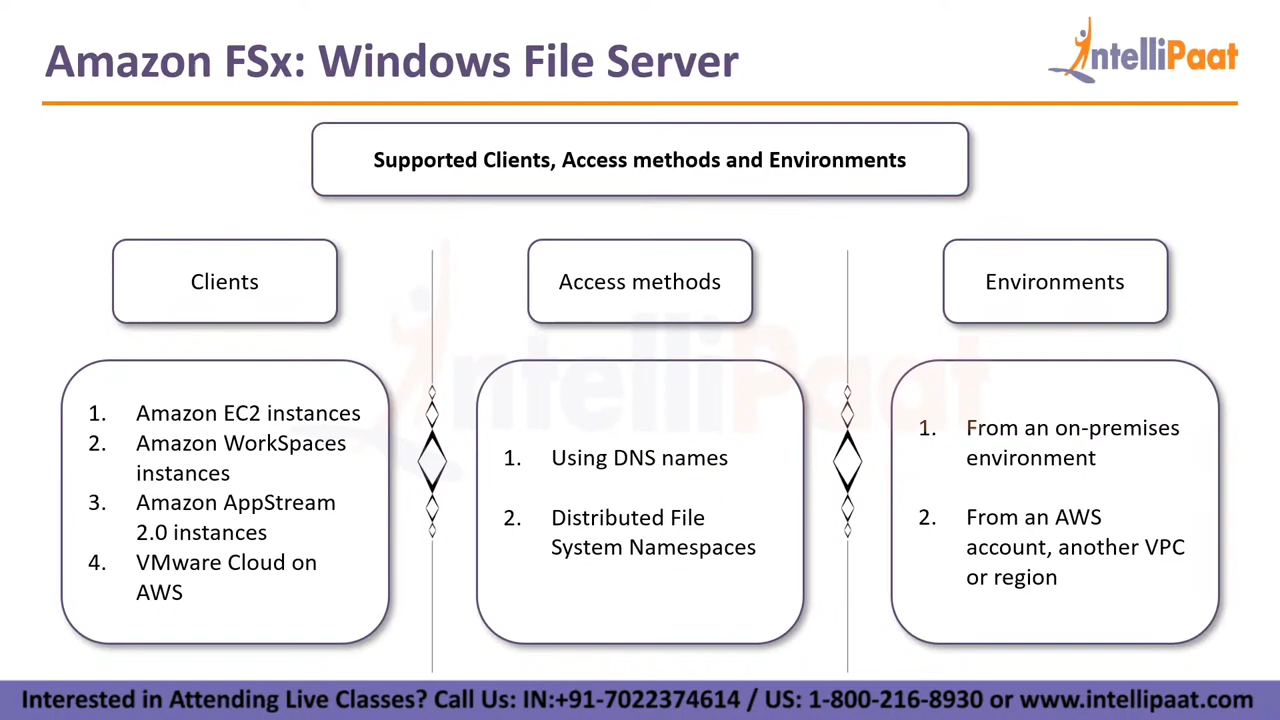 Amazon FSx: Windows File Server
IntelliPaat
Supported Clients, Access methods and Environments
Clients
1. Amazon EC2 instances
2. Amazon WorkSpaces
instances
3. Amazon AppStream
2.0 instances
4. VMware Cloud on
AWS
Access methods
1. Using DNS names
2. Distributed File
System Namespaces
Environments
1. From an on-premises
environment
2. From an AWS
account, another VPC
or region
IntelliPaat
Interested in Attending Live Classes? Call Us: IN:+91-7022374614 / US: 1-800-216-8930 or www.intellipaat.com